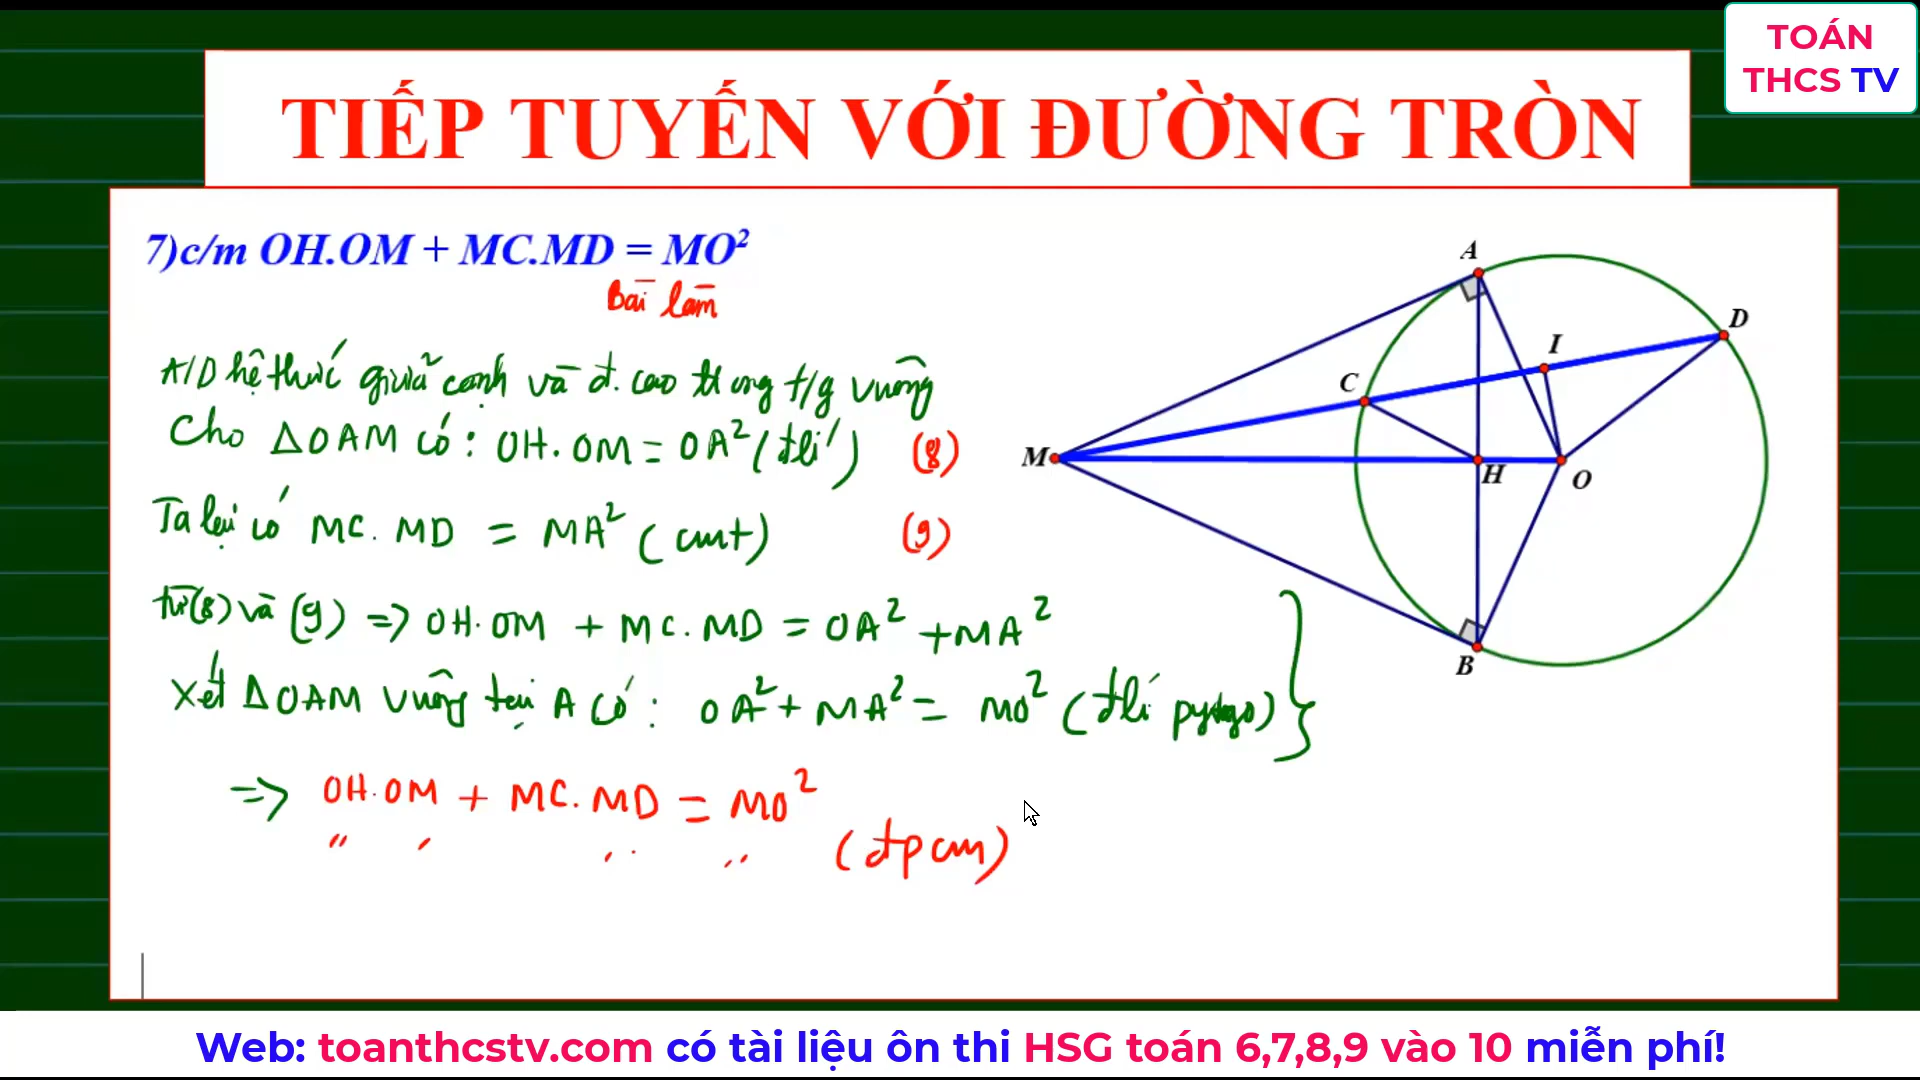 TOÁN
THCS TV
TIẾP TUYẾN VỚI ĐƯỜNG TRÒN
7)c/m OH.OM + MC.MD = MO²
Bài làm
A/D hệ thức giữa cạnh và đ. cao trong t/g vuông
Cho ΔOAM có: OH.OM = OA² (đlí) (8)
Ta lại có MC.MD = MA² (cmt) (9)
từ (8) và (9) => OH.OM + MC.MD = OA² + MA²
Xét ΔOAM vuông tại A có: OA² + MA² = MO² (đlí pytago)
=> OH.OM + MC.MD = MO²
(đpcm)
A
D
I
C
M
H
O
B
Web: toanthcstv.com có tài liệu ôn thi HSG toán 6,7,8,9 vào 10 miễn phí!